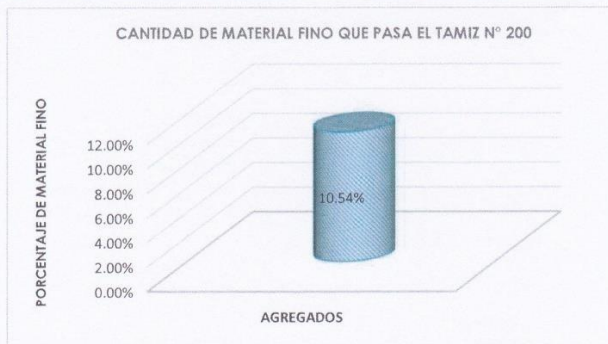 CANTIDAD DE MATERIAL FINO QUE PASA EL TAMIZ N° 200
PORCENTAJE DE MATERIAL FINO
12.00%
10.00%
8.00%
6.00%
4.00%
2.00%
0.00%
10.54%
AGREGADOS